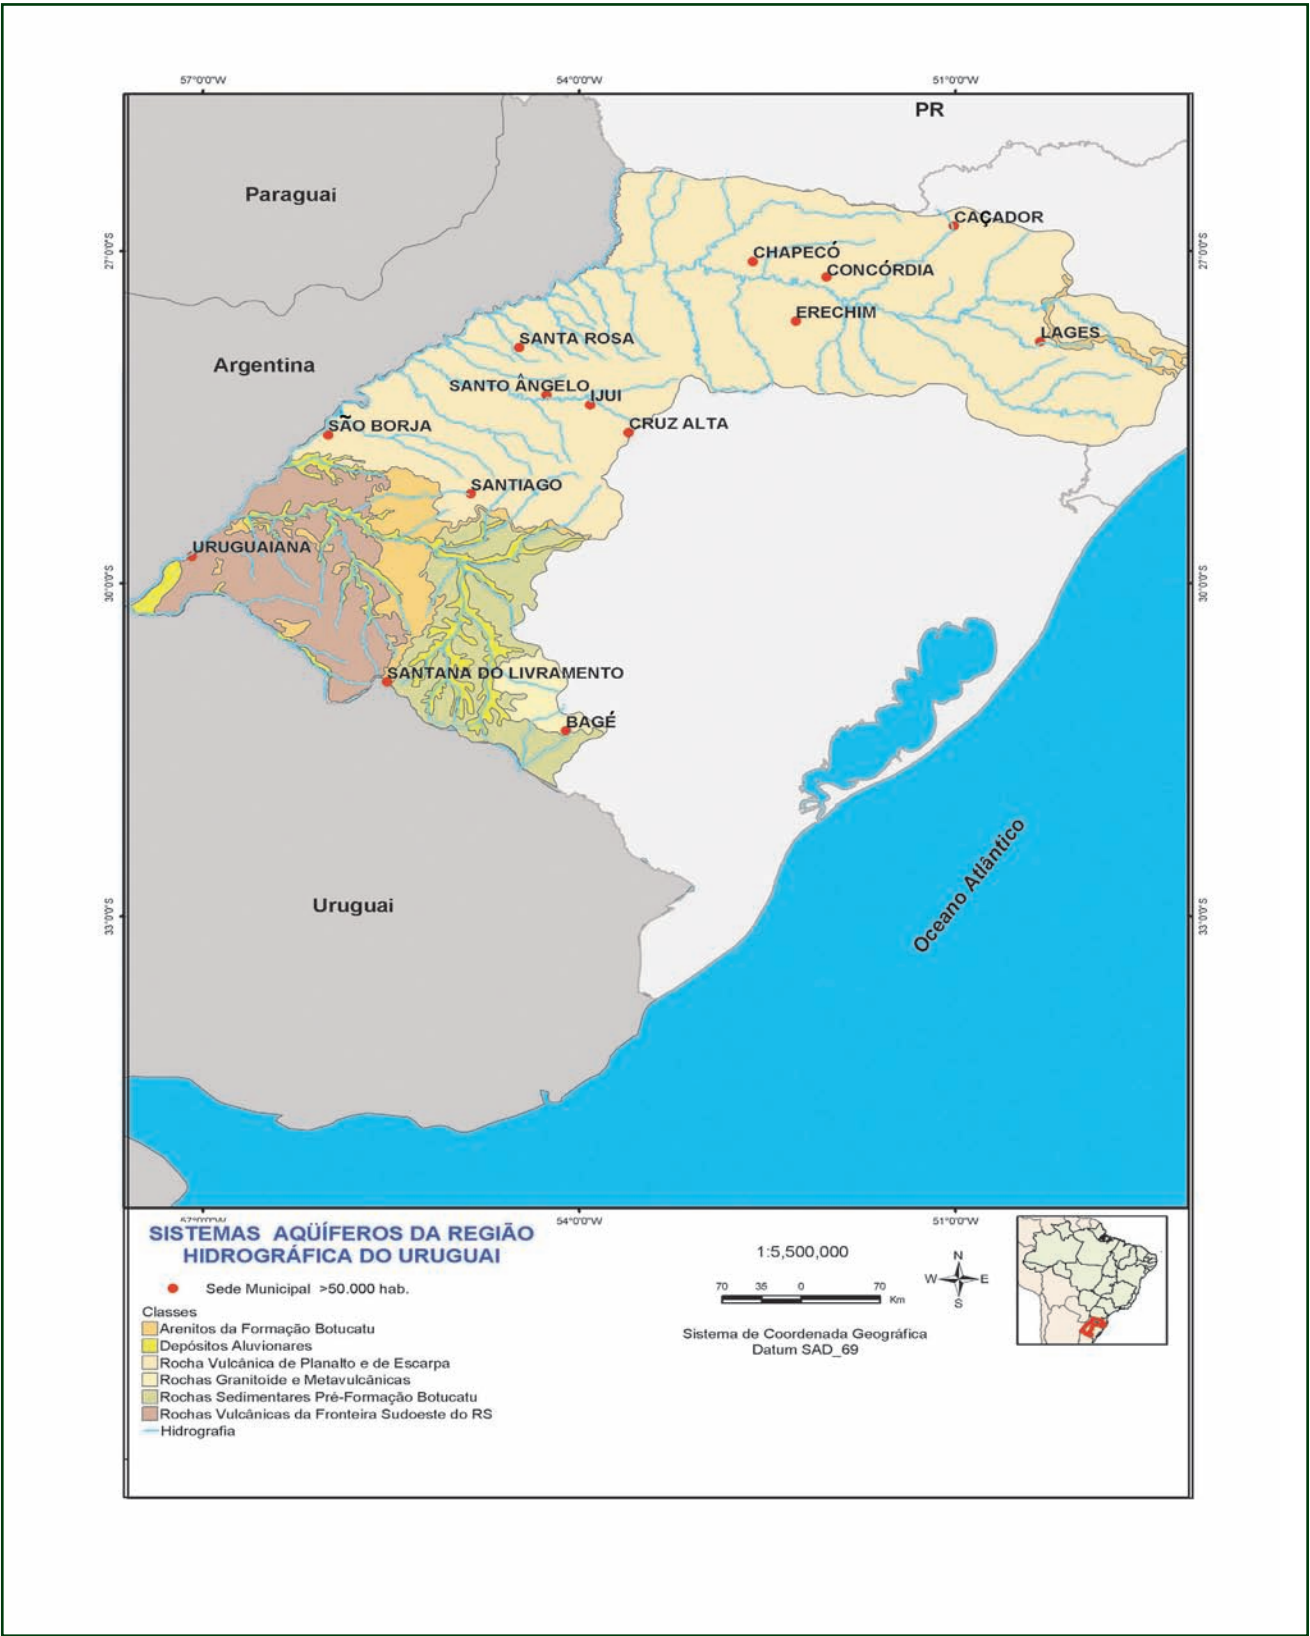 57°0'0"W 54°0'0"W 51°0'0"W
PR
Paraguai
CAÇADOR
27°0'0"S 27°0'0"S
CHAPECÓ
CONCÓRDIA
ERECHIM
LAGES
SANTA ROSA
Argentina
SANTO ÂNGELO
IJUI
SÃO BORJA
CRUZ ALTA
SANTIAGO
URUGUAIANA
30°0'0"S 30°0'0"S
SANTANA DO LIVRAMENTO
BAGÉ
Oceano Atlântico
Uruguai
33°0'0"S 33°0'0"S
57°0'0"W 54°0'0"W 51°0'0"W
SISTEMAS AQÜÍFEROS DA REGIÃO
HIDROGRÁFICA DO URUGUAI
Sede Municipal >50.000 hab.
Classes
Arenitos da Formação Botucatu
Depósitos Aluvionares
Rocha Vulcânica de Planalto e de Escarpa
Rochas Granitoide e Metavulcânicas
Rochas Sedimentares Pré-Formação Botucatu
Rochas Vulcânicas da Fronteira Sudoeste do RS
Hidrografia
1:5,500,000
70 35 0 70
Km
Sistema de Coordenada Geográfica
Datum SAD_69
N
W E
S